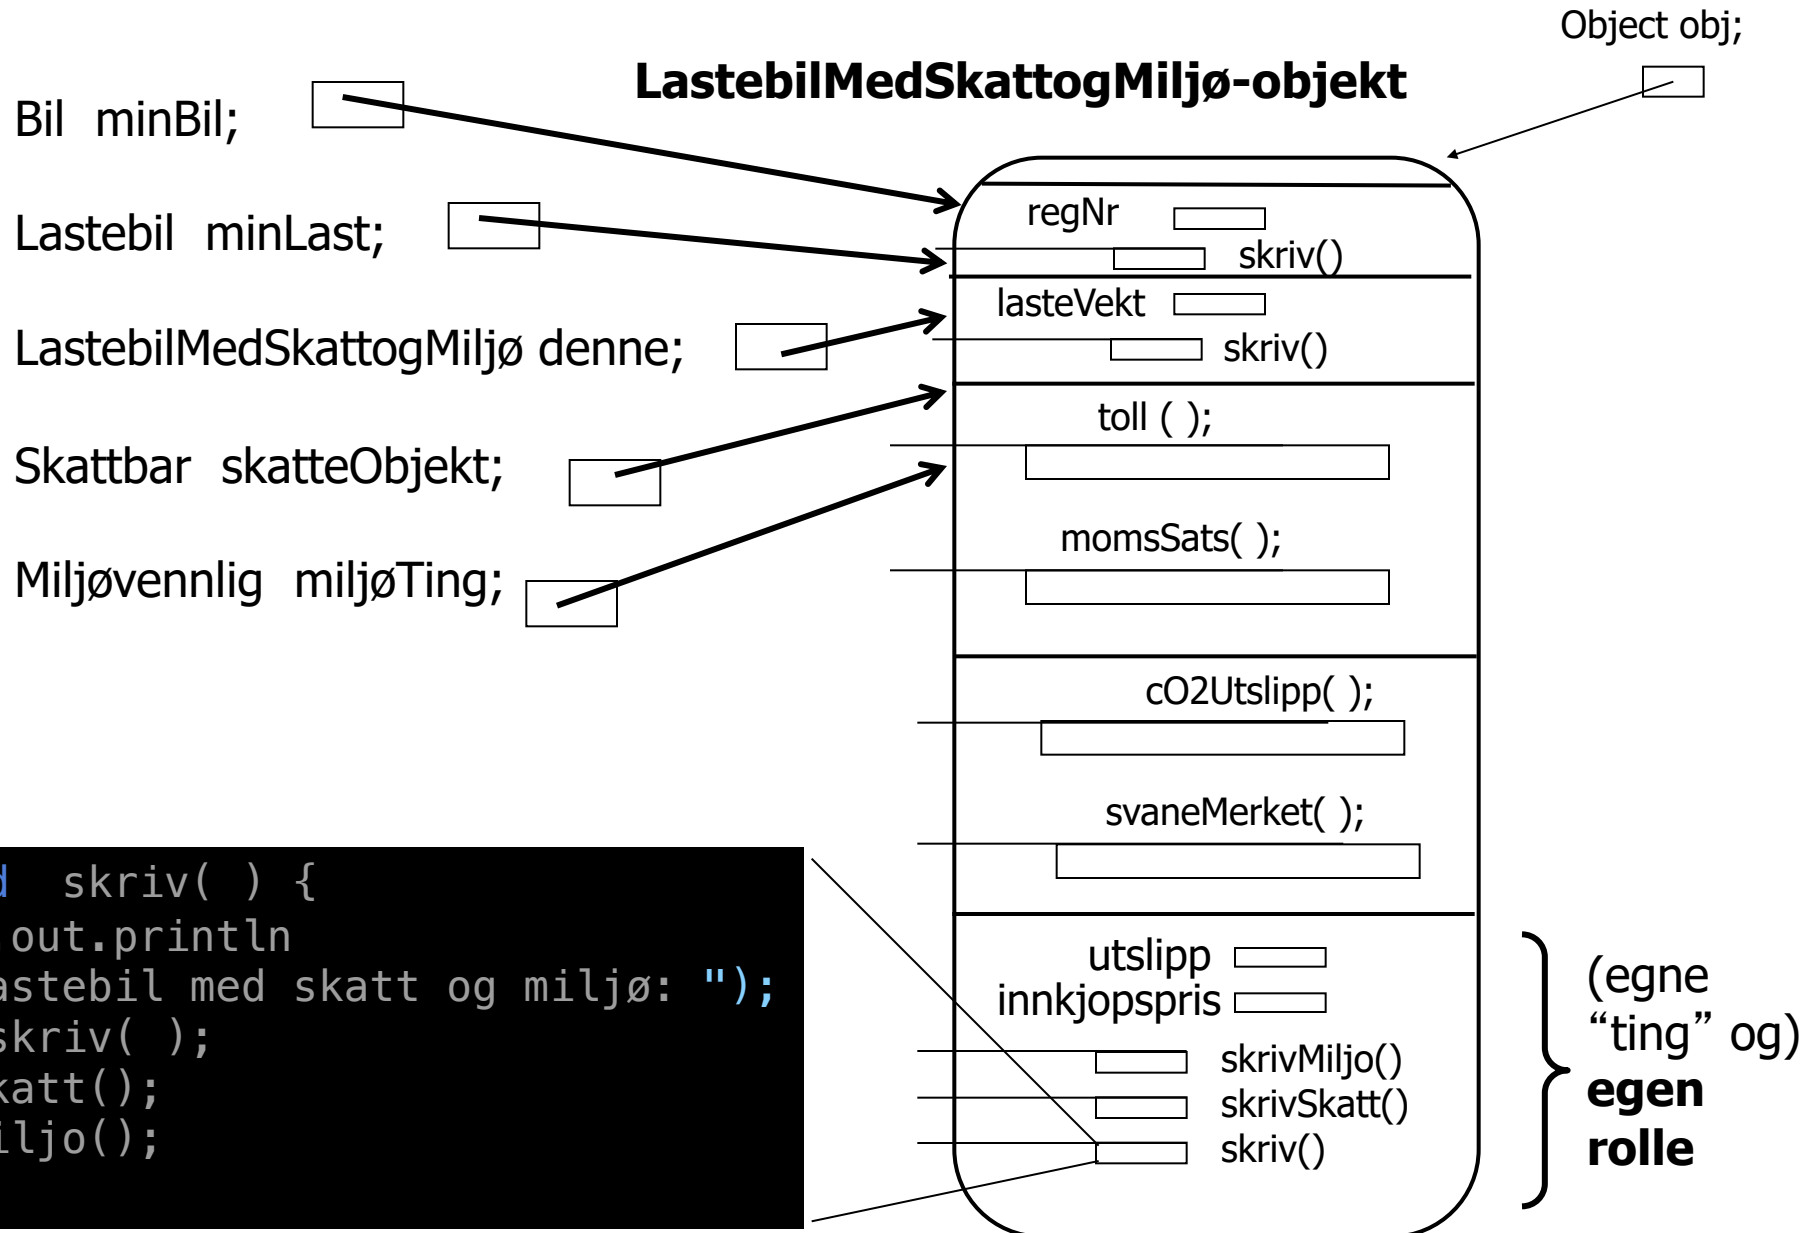 Object obj;
LastebilMedSkattogMiljø-objekt
Bil minBil;
Lastebil minLast;
LastebilMedSkattogMiljø denne;
Skattbar skatteObjekt;
Miljøvennlig miljøTing;
regNr
skriv()
lasteVekt
skriv()
toll ( );
momsSats( );
cO2Utslipp( );
svaneMerket( );
utslipp
innkjopspris
skrivMiljo()
skrivSkatt()
skriv()
(egne
“ting” og)
egen
rolle
d skriv( ) {
out.println
astebil med skatt og miljø: ");
skriv( );
katt();
iljo();